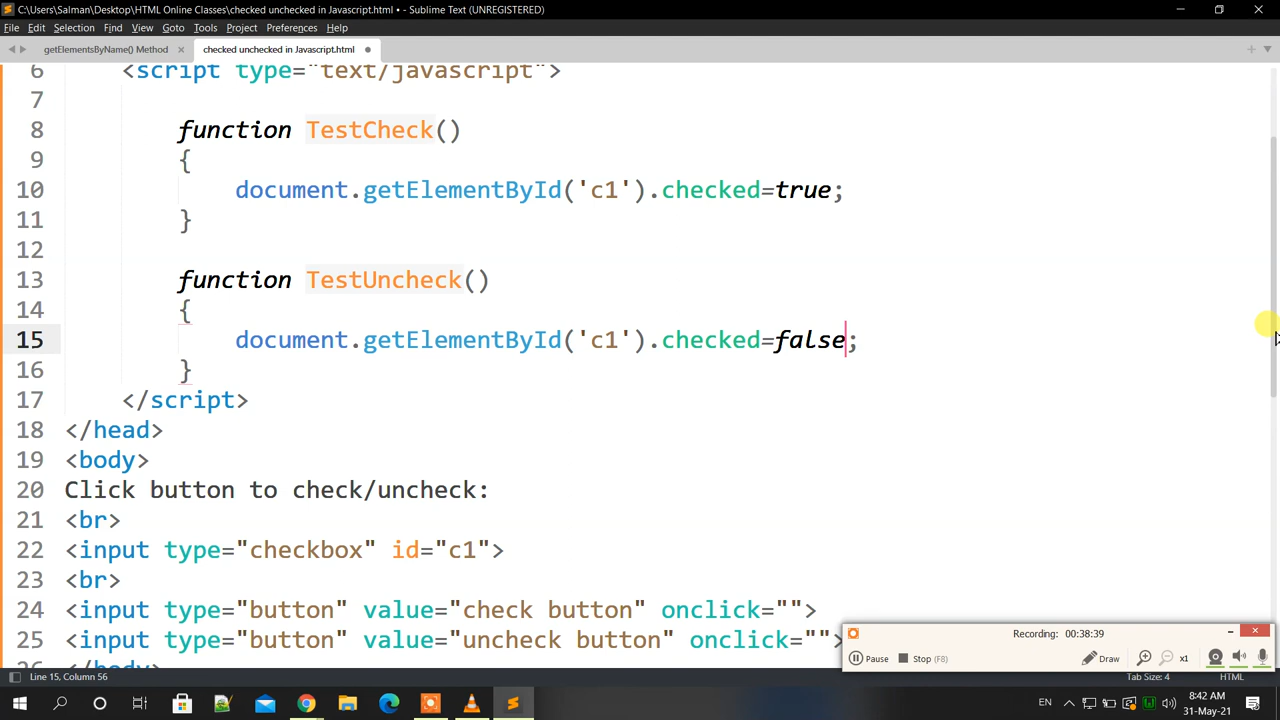 C:\Users\Salman\Desktop\HTML Online Classes\checked unchecked in Javascript.html • - Sublime Text (UNREGISTERED)
File Edit Selection Find View Goto Tools Project Preferences Help
getElementsByName() Method
checked unchecked in Javascript.html
6 <script type="text/javascript">
7
8 function TestCheck()
9 {
10 document.getElementById('c1').checked=true;
11 }
12
13 function TestUncheck()
14 {
15 document.getElementById('c1').checked=false;
16 }
17 </script>
18 </head>
19 <body>
20 Click button to check/uncheck:
21 <br>
22 <input type="checkbox" id="c1">
23 <br>
24 <input type="button" value="check button" onclick="">
25 <input type="button" value="uncheck button" onclick="">
26 </body>
Recording: 00:38:39
Pause Stop (F8) Draw x1
Line 15, Column 56
Tab Size: 4
HTML
EN
8:42 AM
31-May-21